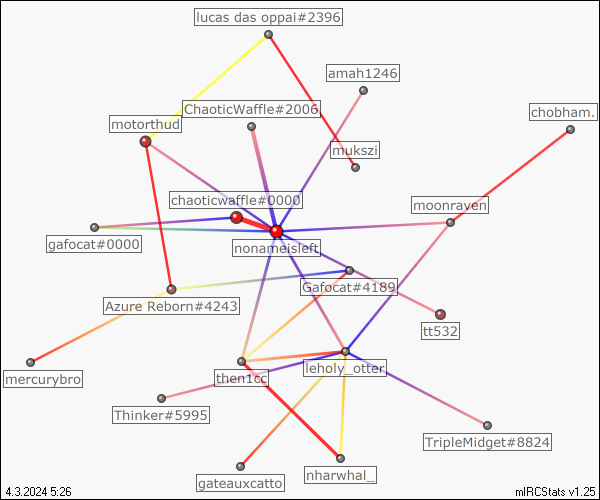 lucas das oppai#2396
amah1246
ChaoticWaffle#2006
chobham.
motorthud
mukszi
chaoticwaffle#0000
moonraven
gafocat#0000
nonameisleft
Gafocat#4189
Azure Reborn#4243
tt532
leholy_otter
mercurybro
then1cc
Thinker#5995
TripleMidget#8824
gateauxcatto
nharwhal_
4.3.2024 5:26
mIRCStats v1.25